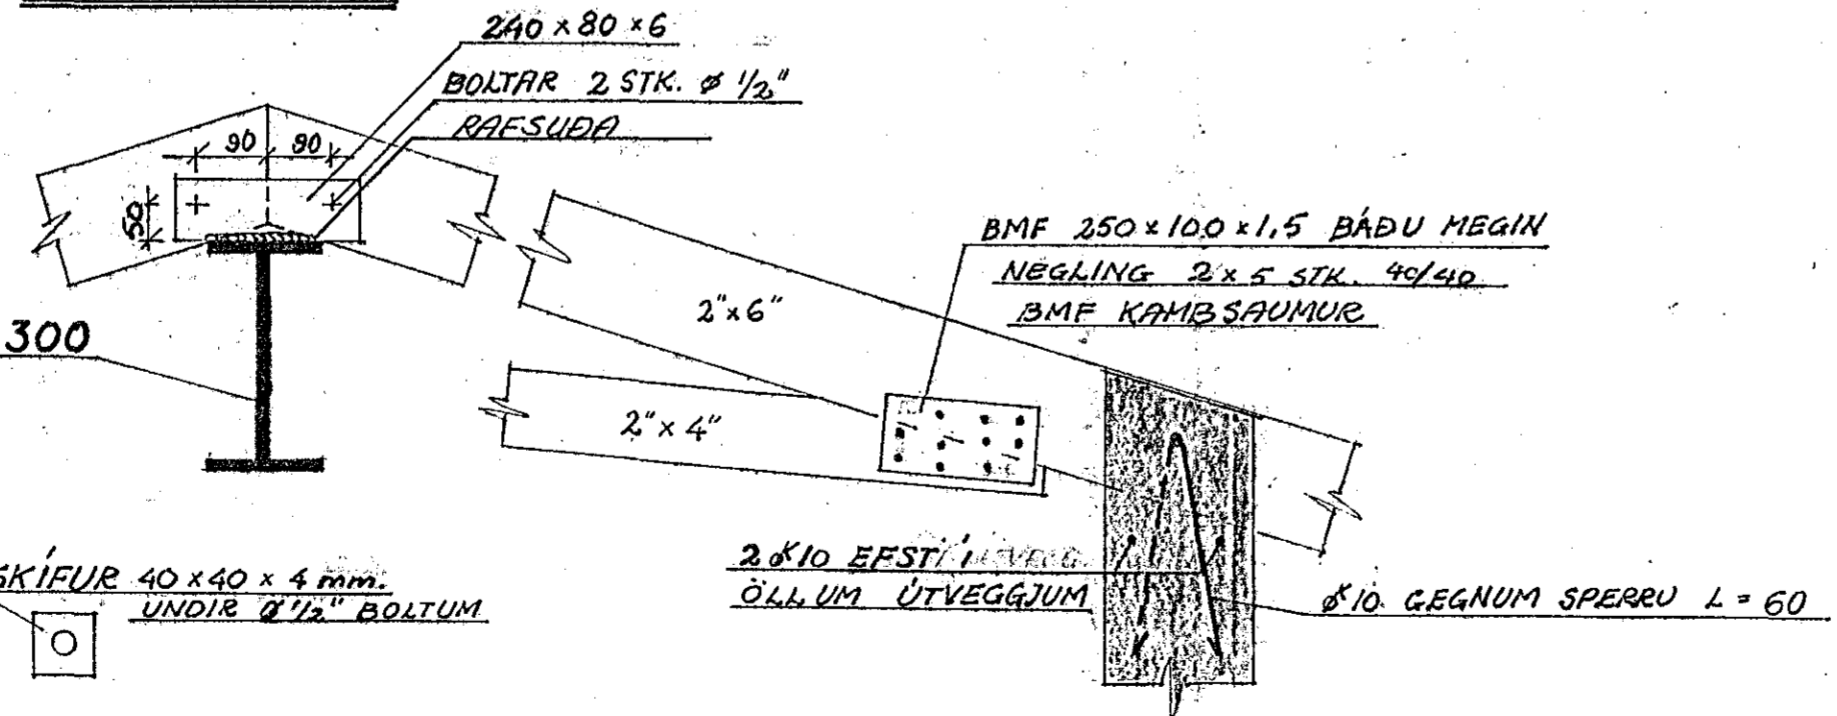 240 x 80 x 6
BOLTAR 2 STK. ø 1/2"
RAFSUÐA
90 90
50
300
2"x6"
2"x4"
BMF 250 x 100 x 1,5 BÁÐU MEGIN
NEGLING 2 x 5 STK. 40/40
BMF KAMBSAUMUR
SKÍFUR 40 x 40 x 4 mm.
UNDIR ø 1/2" BOLTUM
2 ø10 EFST Í
ÖLLUM ÚTVEGGJUM
ø10 GEGNUM SPERRU L = 60